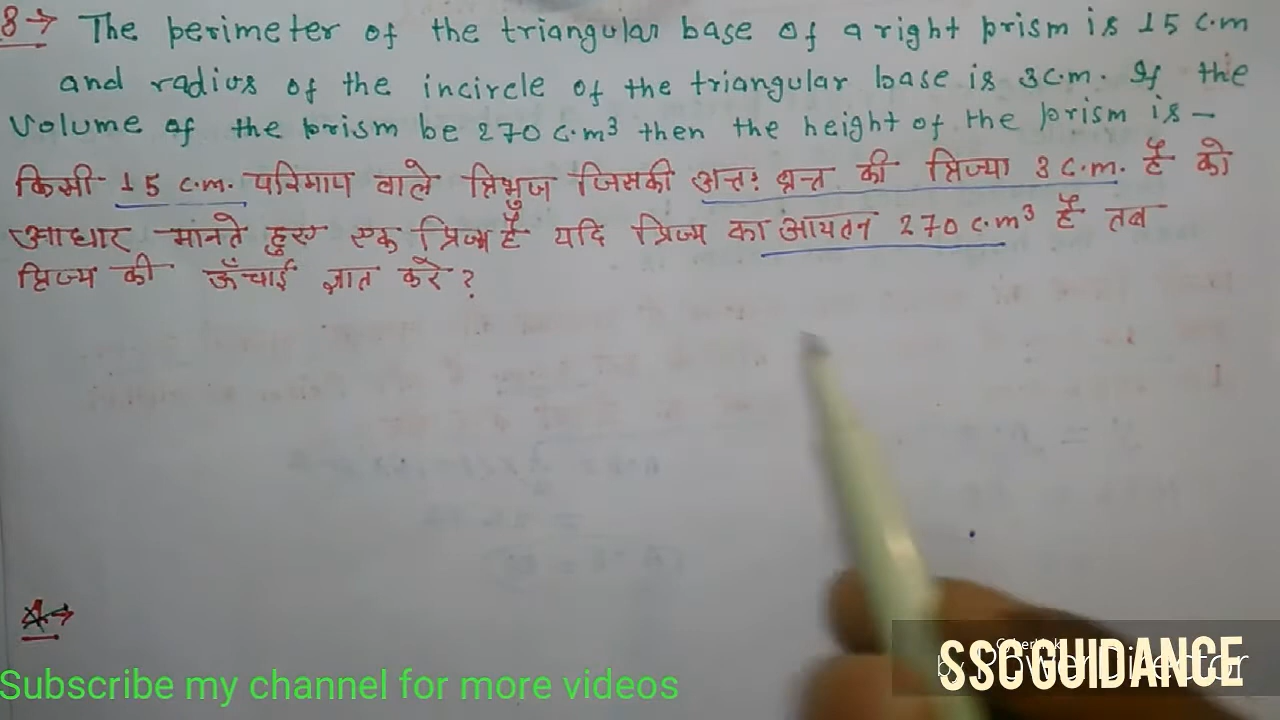 8→ The perimeter of the triangular base of a right prism is 15 c.m
and radius of the incircle of the triangular base is 3c.m. If the
Volume of the prism be 270 c.m³ then the height of the prism is -
किसी 15 c.m. परिमाप वाले त्रिभुज जिसकी अन्तः वृत्त की त्रिज्या 3 c.m. है को
आधार मानते हुए एक प्रिज्म है यदि प्रिज्म का आयतन 270 c.m³ है तब
प्रिज्म की ऊँचाई ज्ञात करे ?
A→
Subscribe my channel for more videos
SSC GUIDANCE